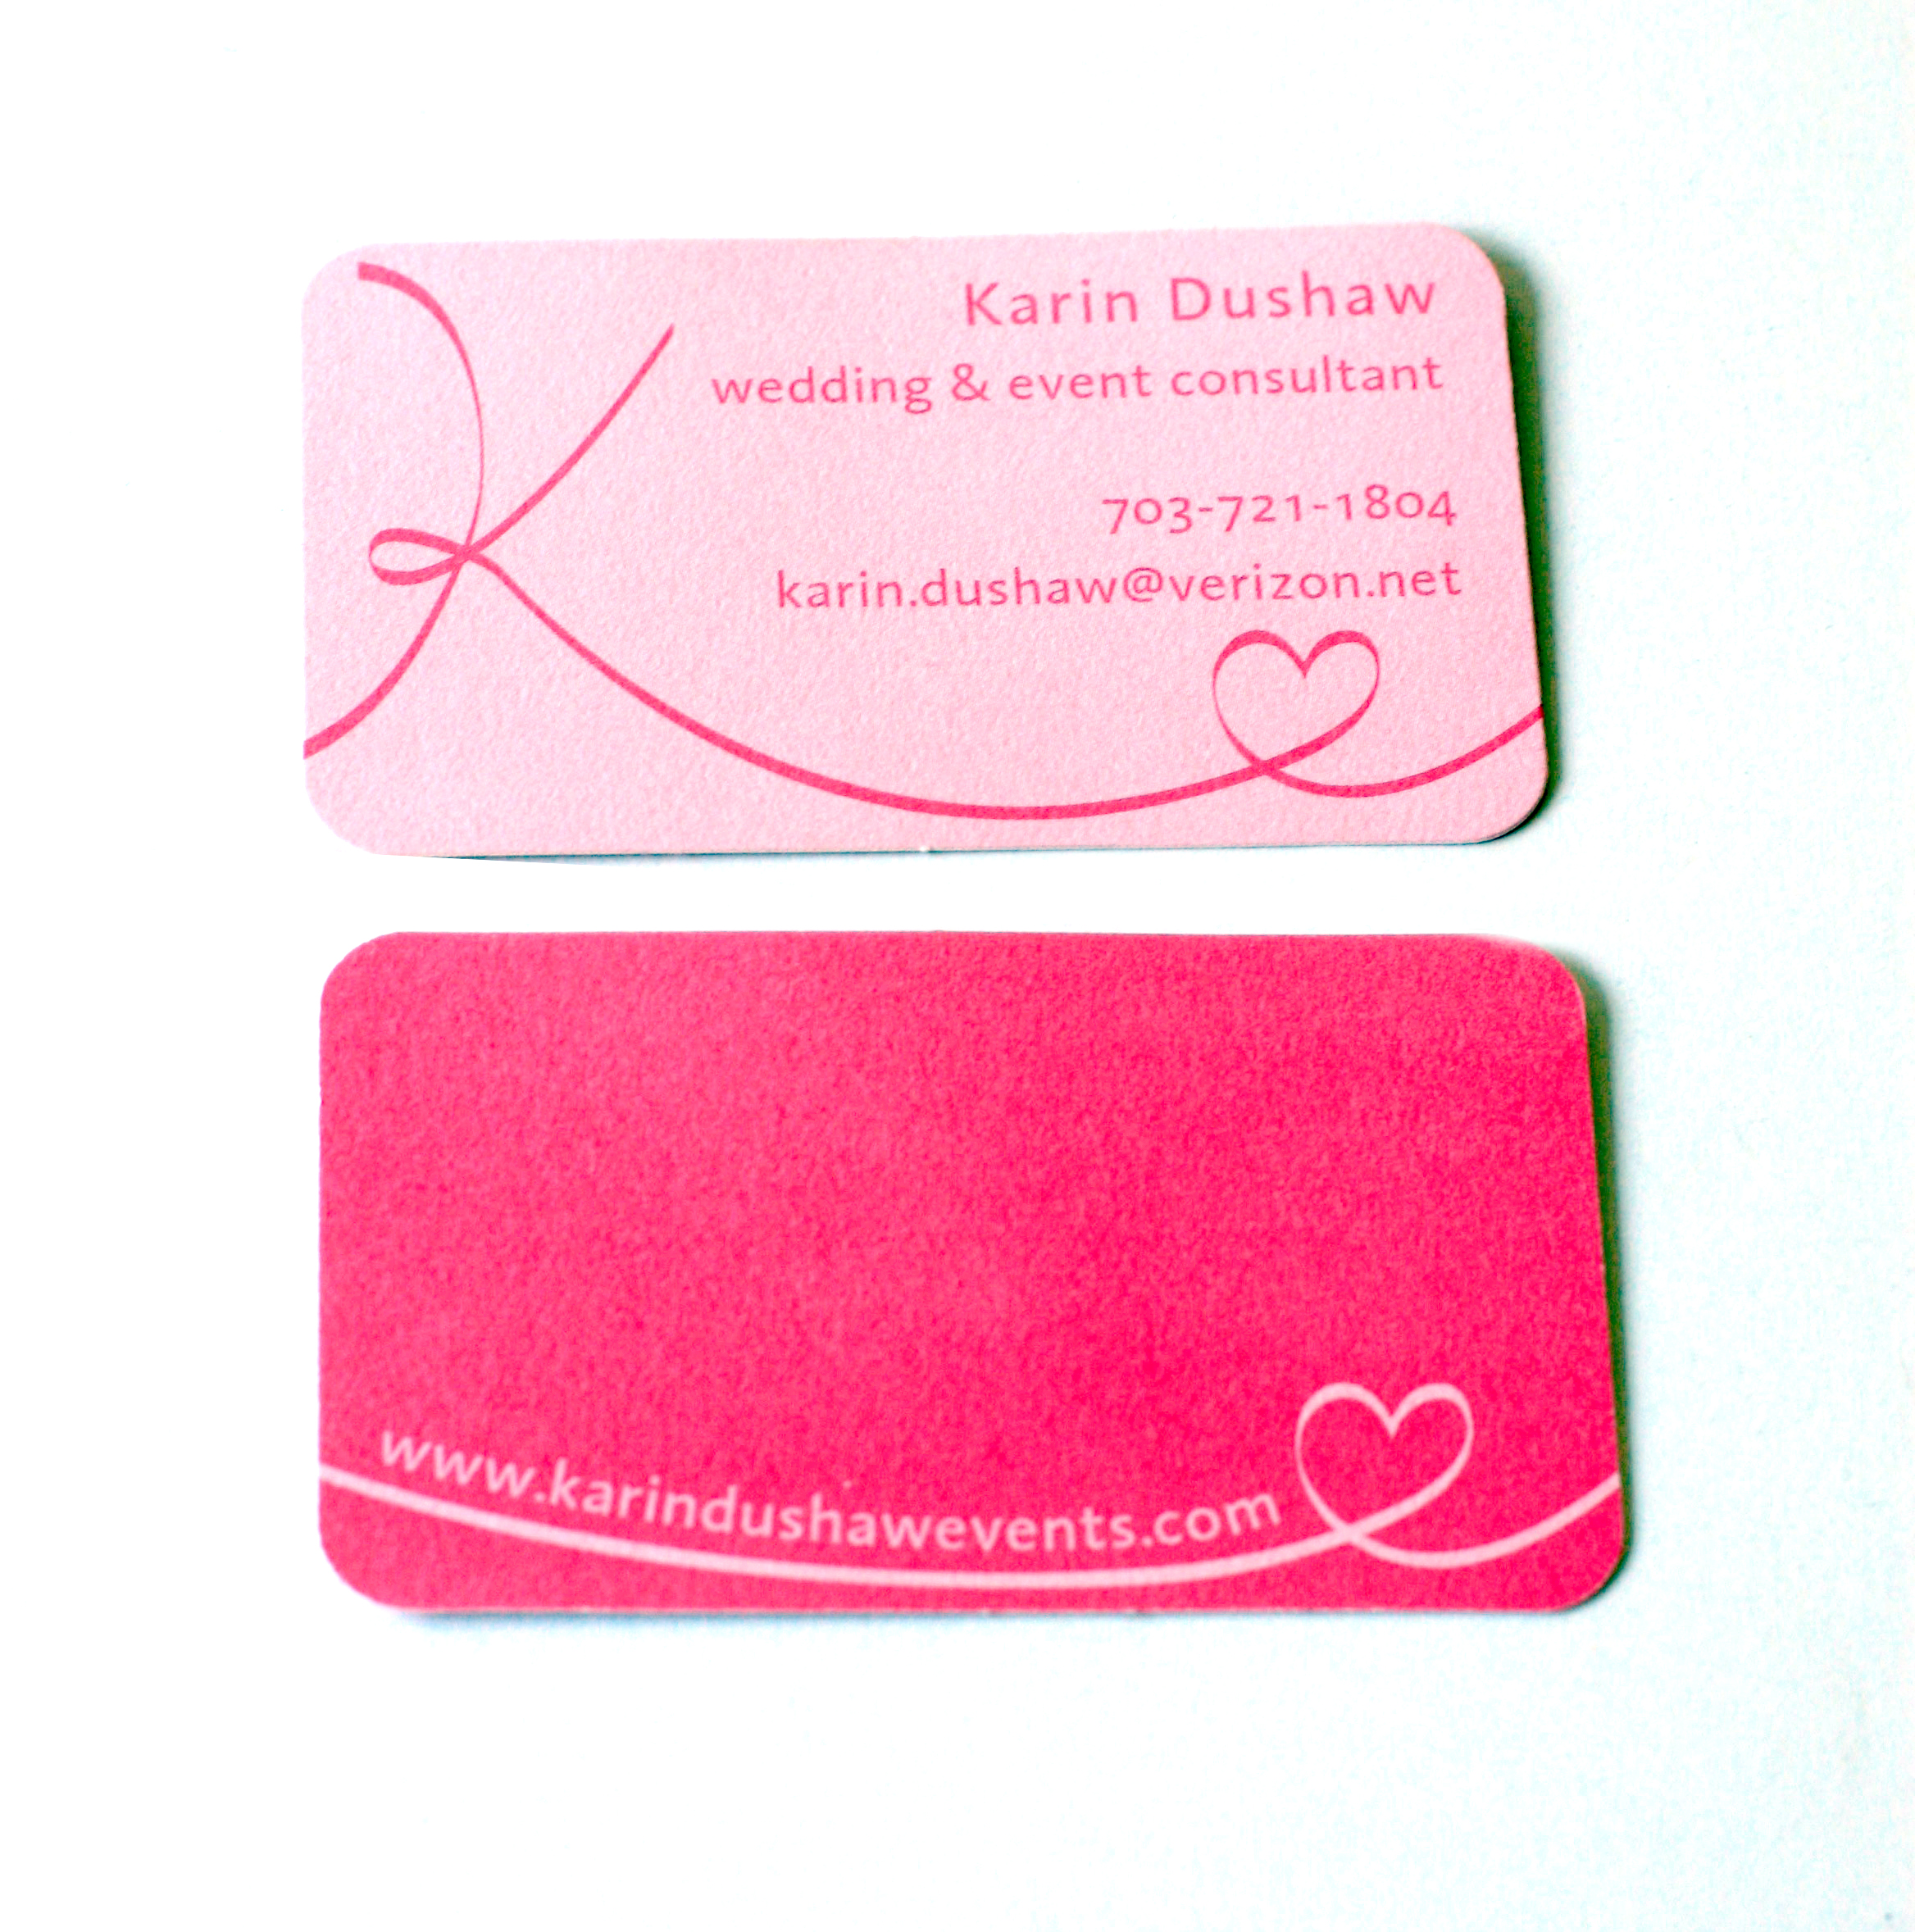 Karin Dushaw
wedding & event consultant
703-721-1804
karin.dushaw@verizon.net
www.karindushawevents.com